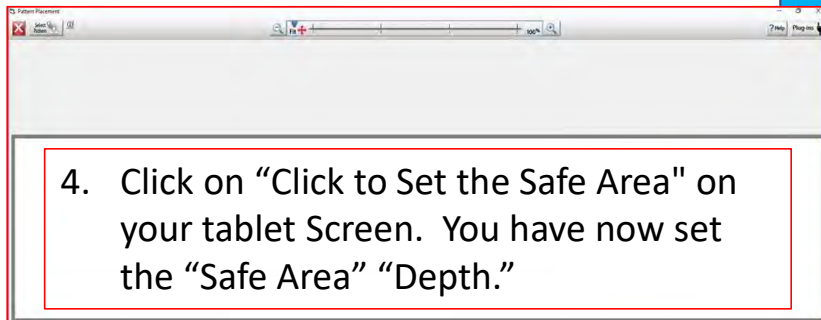 Pattern Placement
Select Pattern
Fit
100%
? Help
Plug-ins
4. Click on “Click to Set the Safe Area" on
your tablet Screen.  You have now set
the “Safe Area” “Depth.”